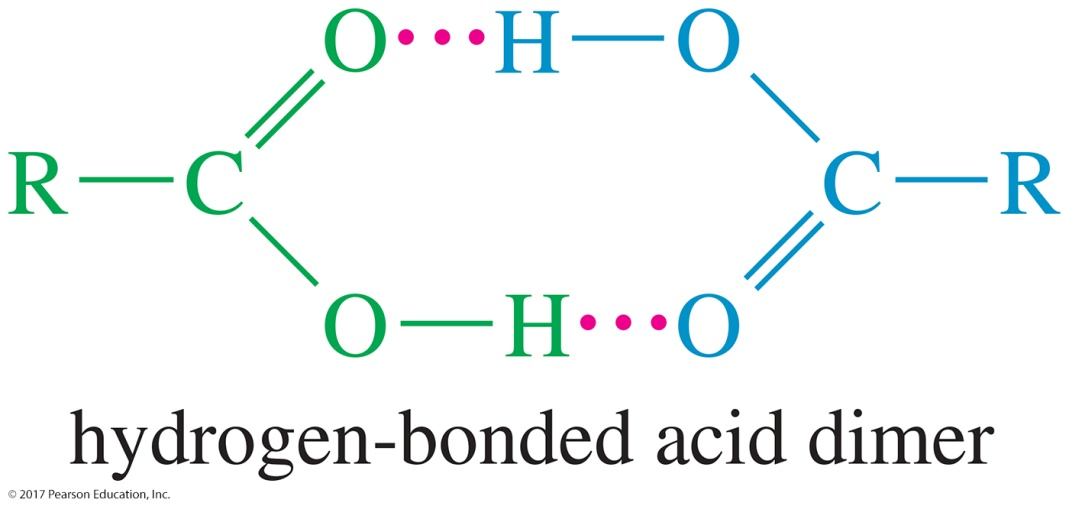 O H O
R C C R
O H O
hydrogen-bonded acid dimer
© 2017 Pearson Education, Inc.